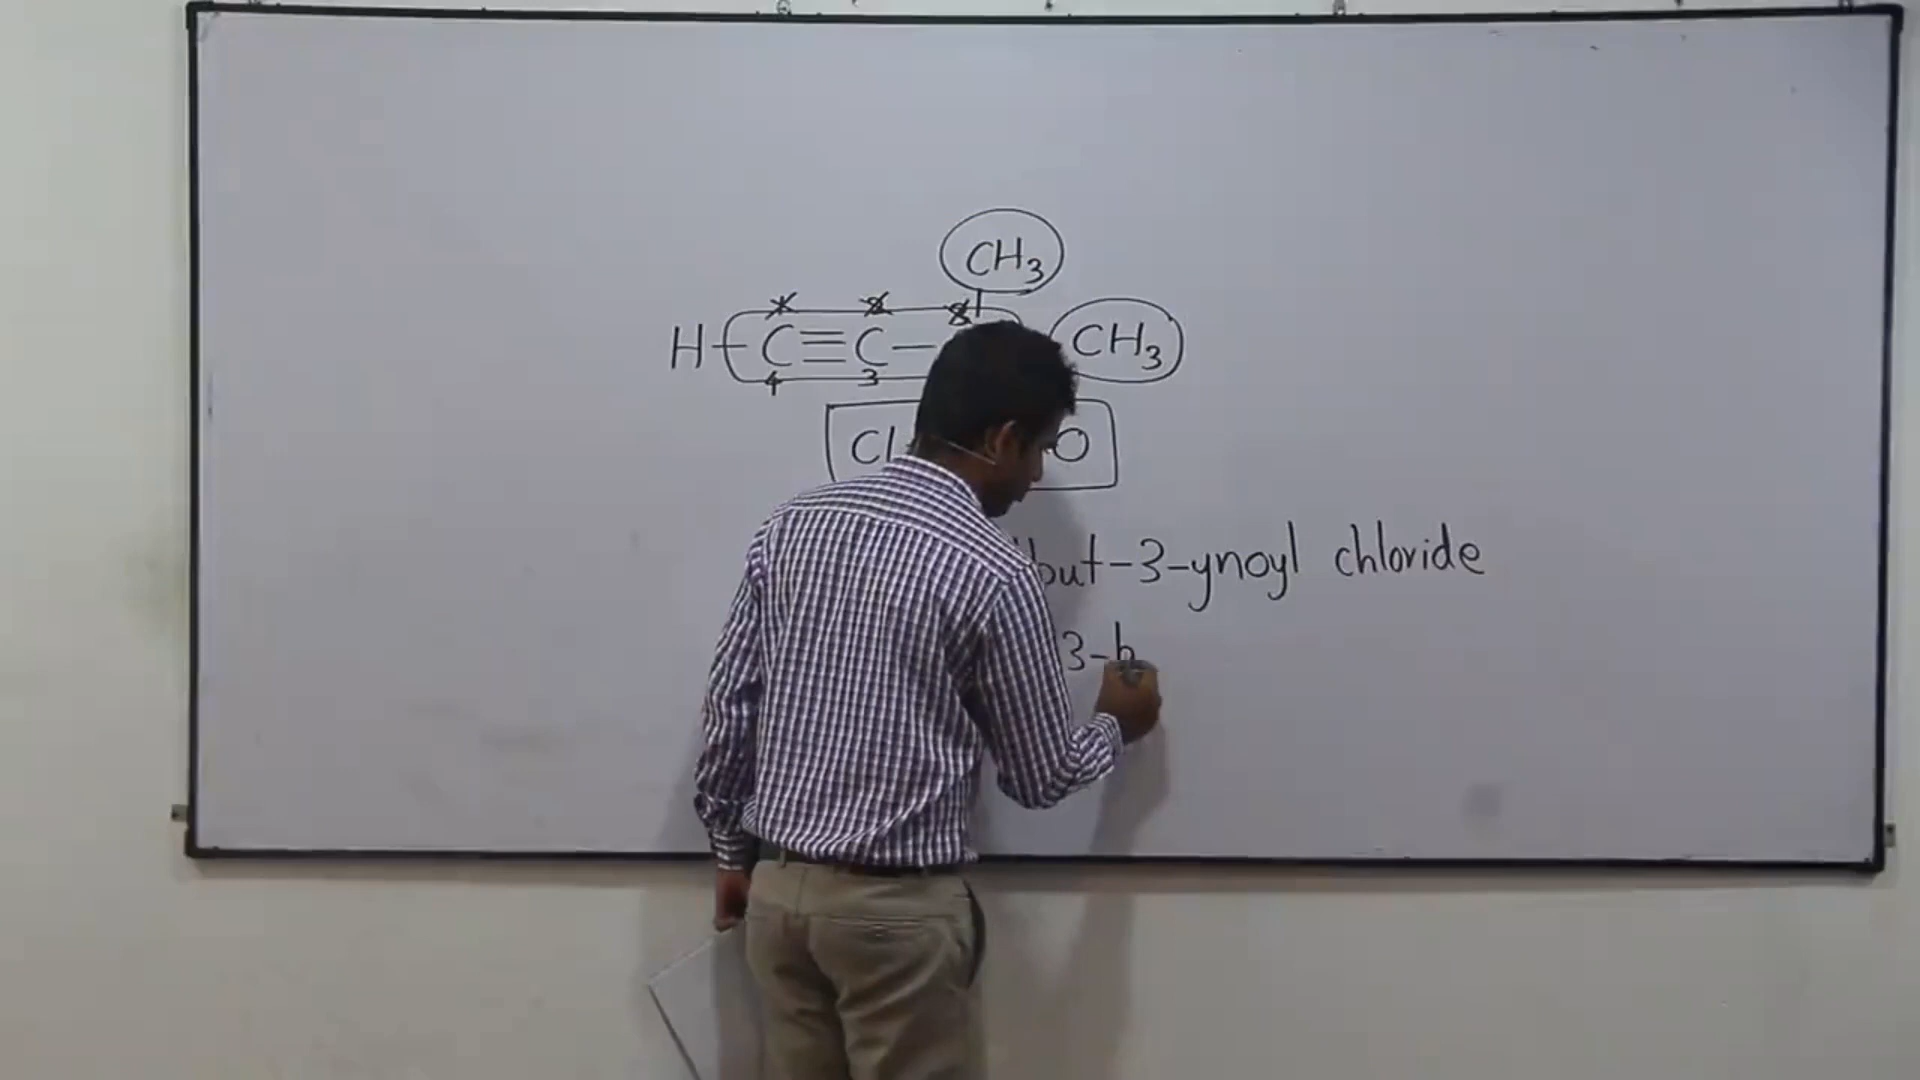 CH₃
H-C≡C- CH₃
4 3
Cl O
but-3-ynoyl chloride
3-b